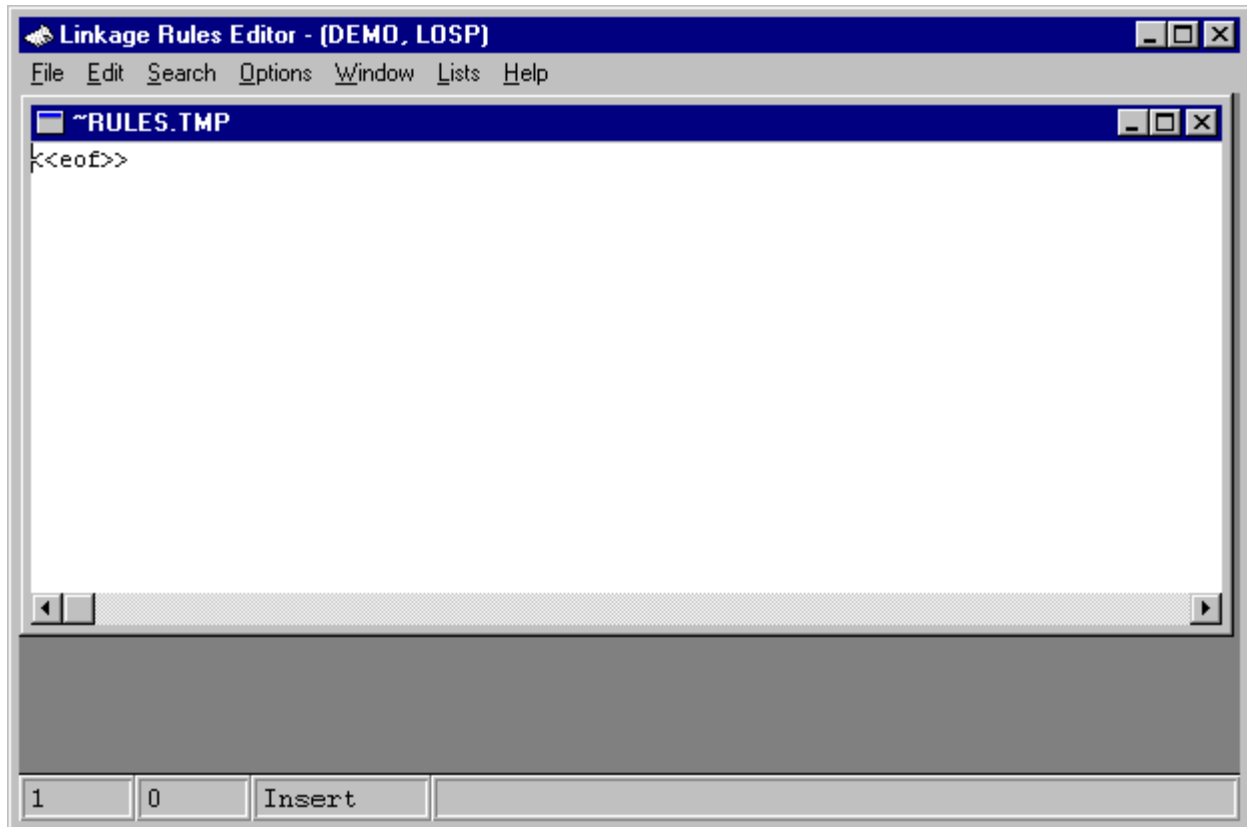 Linkage Rules Editor - (DEMO, LOSP)
File Edit Search Options Window Lists Help
~RULES.TMP
<<eof>>
1 0 Insert